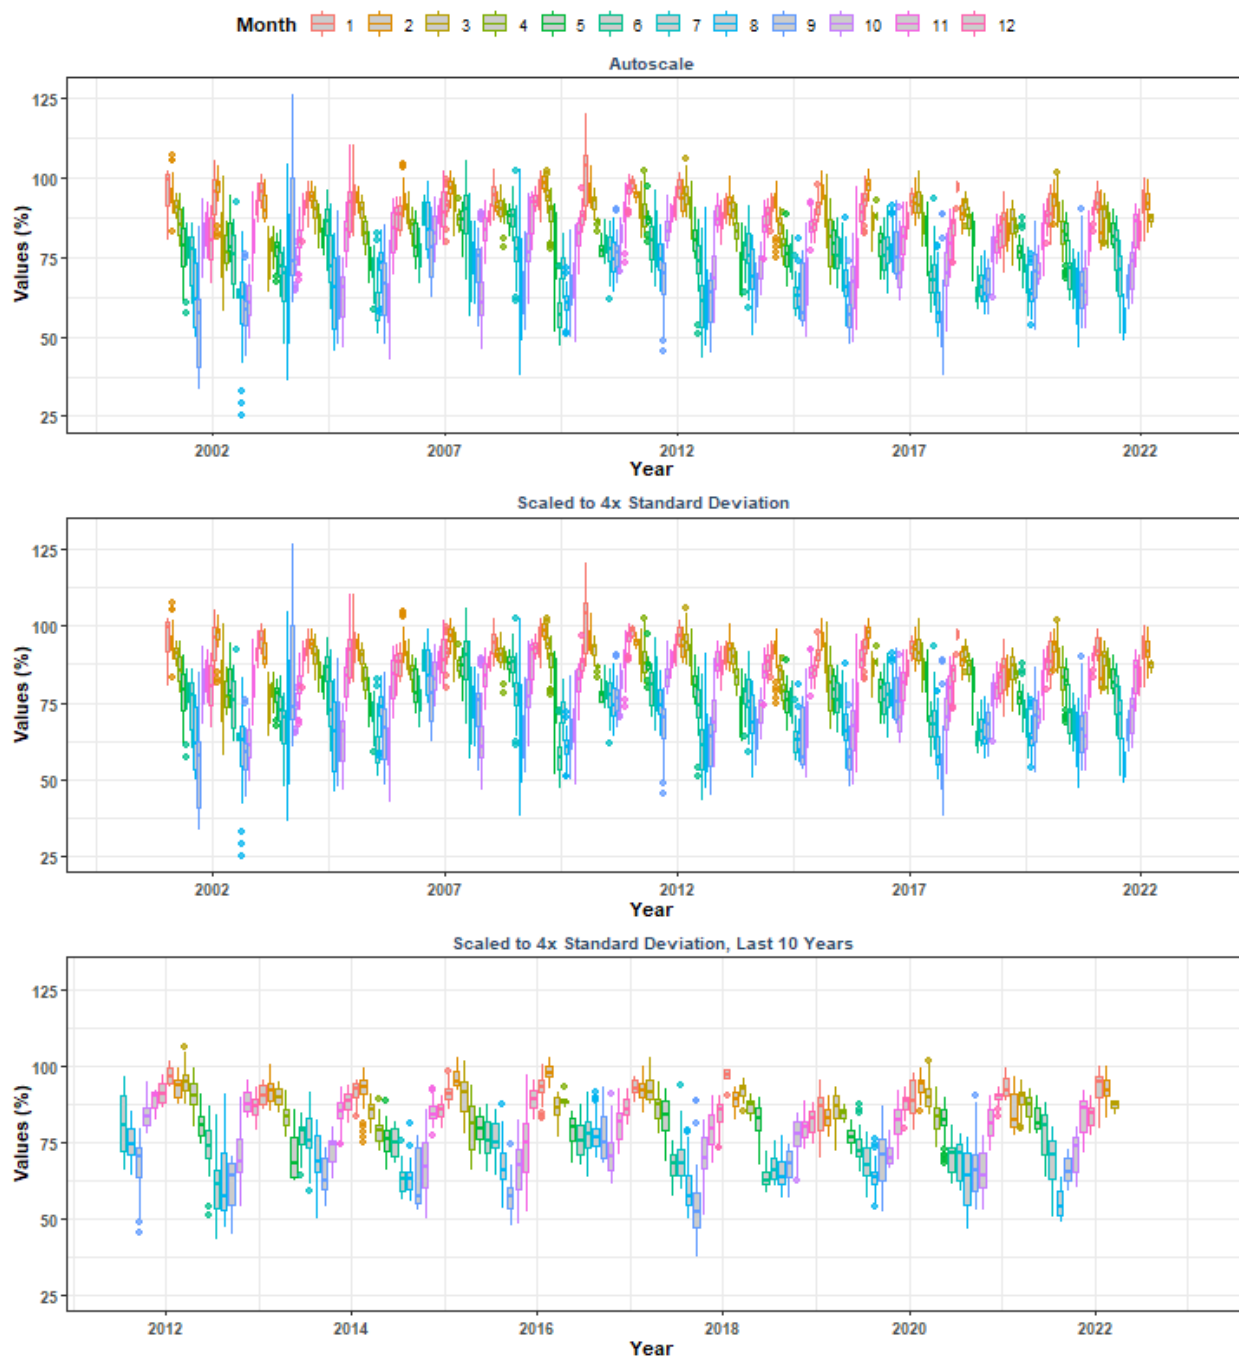 Month 1 2 3 4 5 6 7 8 9 10 11 12
Autoscale
125
100
75
50
25
Values (%)
2002 2007 2012 2017 2022
Year
Scaled to 4x Standard Deviation
125
100
75
50
25
Values (%)
2002 2007 2012 2017 2022
Year
Scaled to 4x Standard Deviation, Last 10 Years
125
100
75
50
25
Values (%)
2012 2014 2016 2018 2020 2022
Year